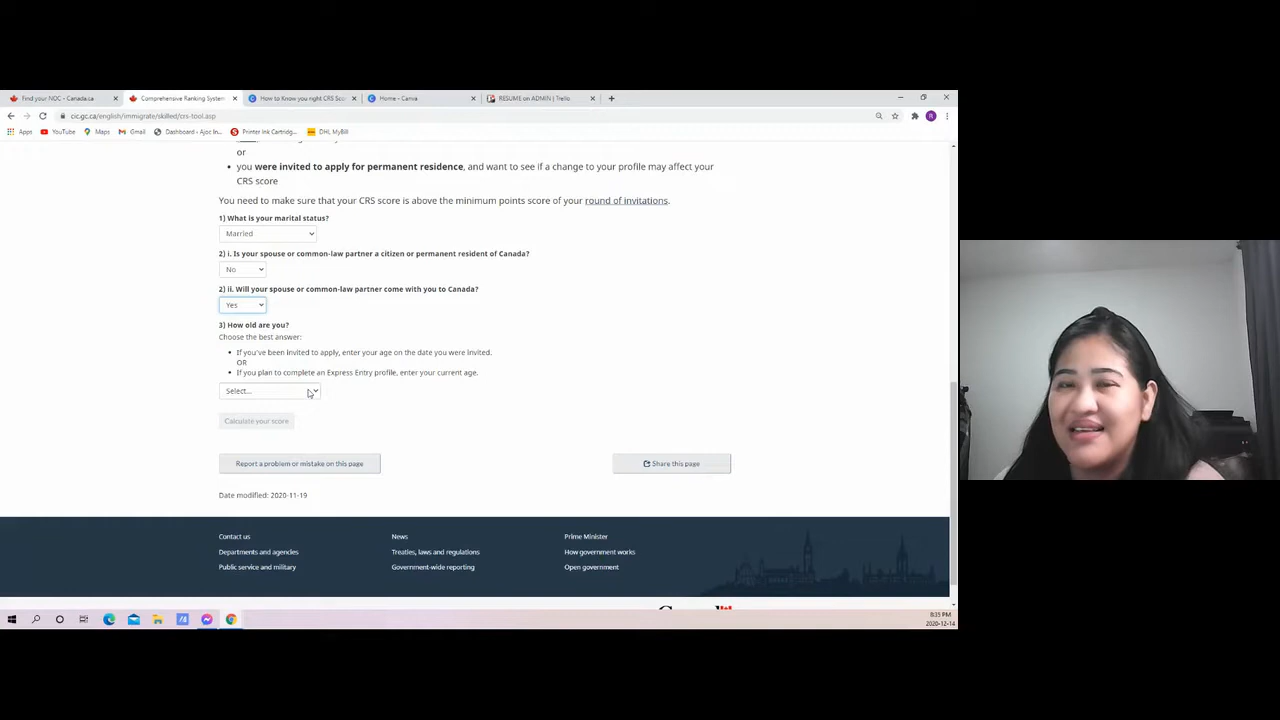 Find your NOC - Canada.ca
Comprehensive Ranking System
How to Know you right CRS Sco
Home - Canva
RESUME on ADMIN | Trello
cic.gc.ca/english/immigrate/skilled/crs-tool.asp
Apps
YouTube
Maps
Gmail
Dashboard – Ajoc In...
Printer Ink Cartridg...
DHL MyBill
or
you were invited to apply for permanent residence, and want to see if a change to your profile may affect your
CRS score
You need to make sure that your CRS score is above the minimum points score of your round of invitations.
1) What is your marital status?
Married
2) i. Is your spouse or common-law partner a citizen or permanent resident of Canada?
No
2) ii. Will your spouse or common-law partner come with you to Canada?
Yes
3) How old are you?
Choose the best answer:
If you've been invited to apply, enter your age on the date you were invited.
OR
If you plan to complete an Express Entry profile, enter your current age.
Select...
Calculate your score
Report a problem or mistake on this page
Share this page
Date modified: 2020-11-19
Contact us
News
Prime Minister
Departments and agencies
Treaties, laws and regulations
How government works
Public service and military
Government-wide reporting
Open government
8:35 PM
2020-12-14